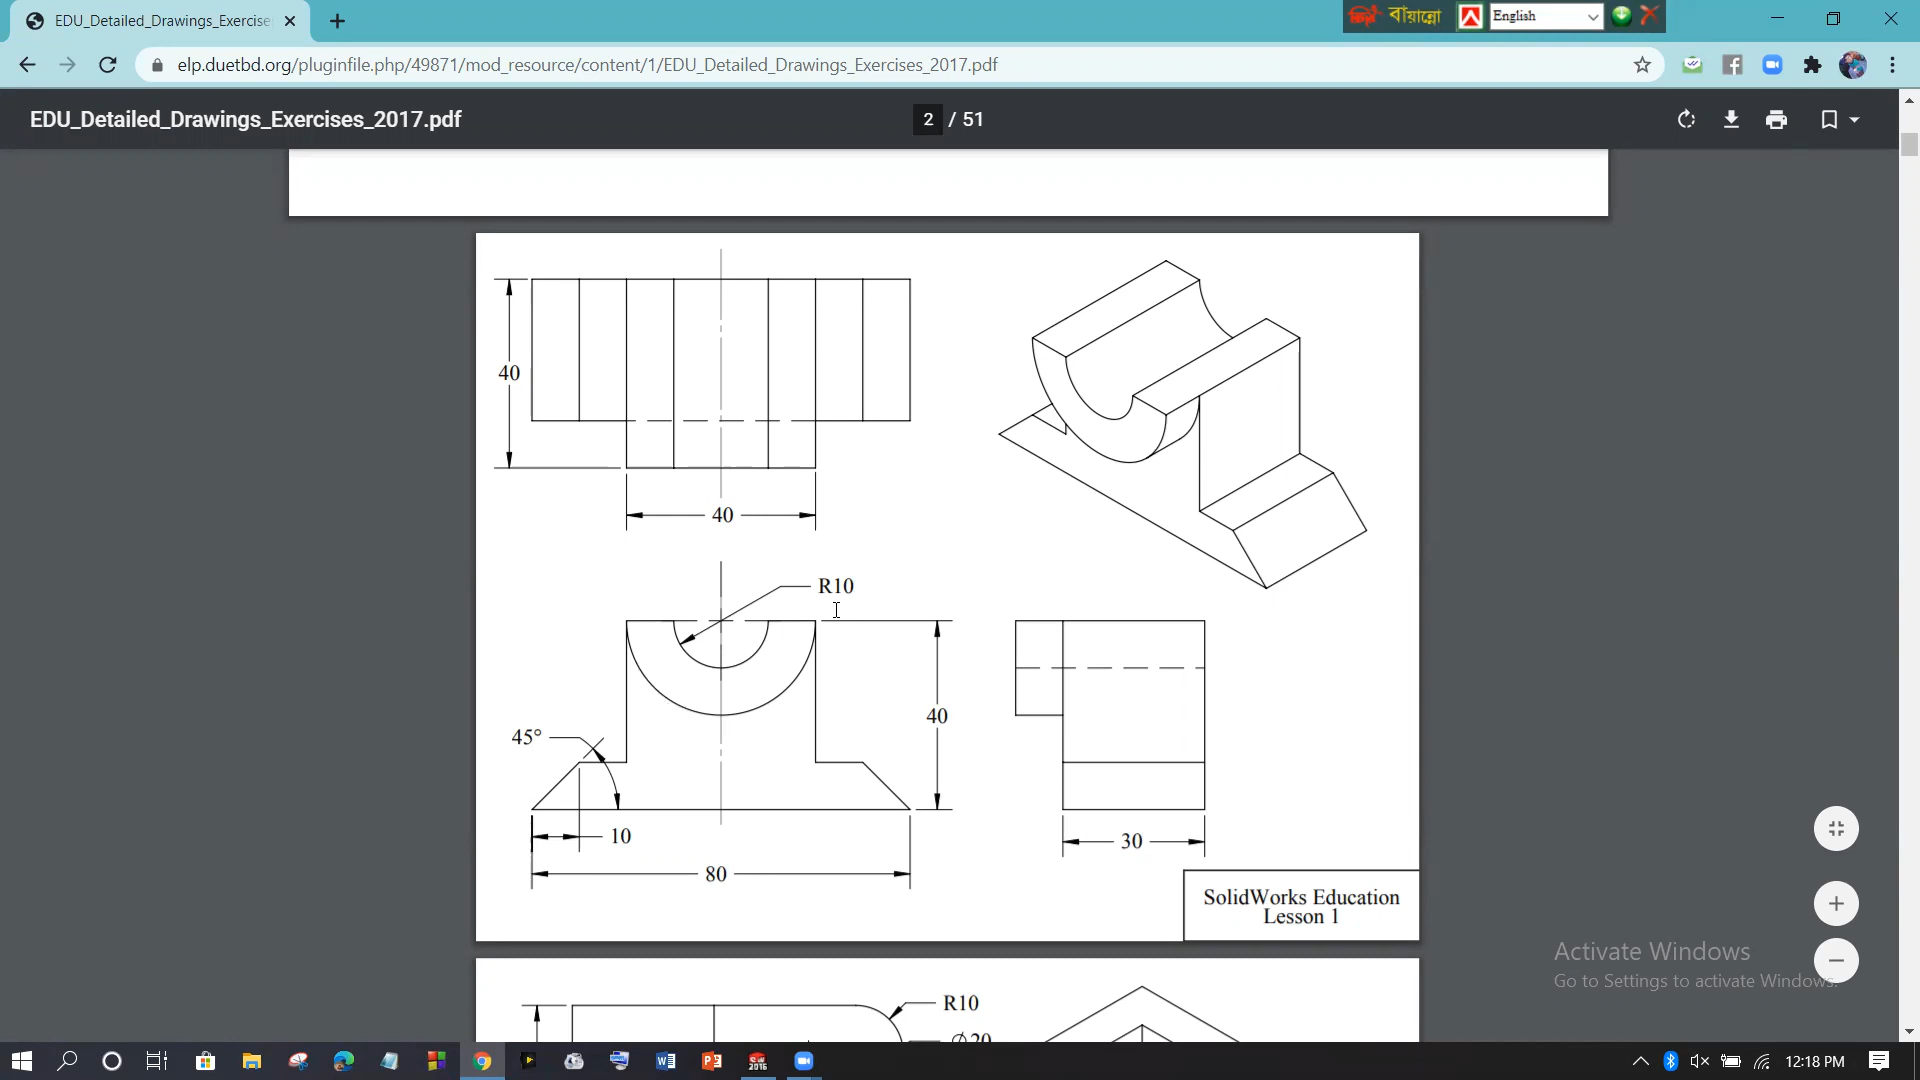 EDU_Detailed_Drawings_Exercise
বায়ান্নো
English
elp.duetbd.org/pluginfile.php/49871/mod_resource/content/1/EDU_Detailed_Drawings_Exercises_2017.pdf
EDU_Detailed_Drawings_Exercises_2017.pdf
2 / 51
40
40
R10
40
45°
10
80
30
SolidWorks Education
Lesson 1
R10
⌀20
Activate Windows
Go to Settings to activate Windows.
12:18 PM